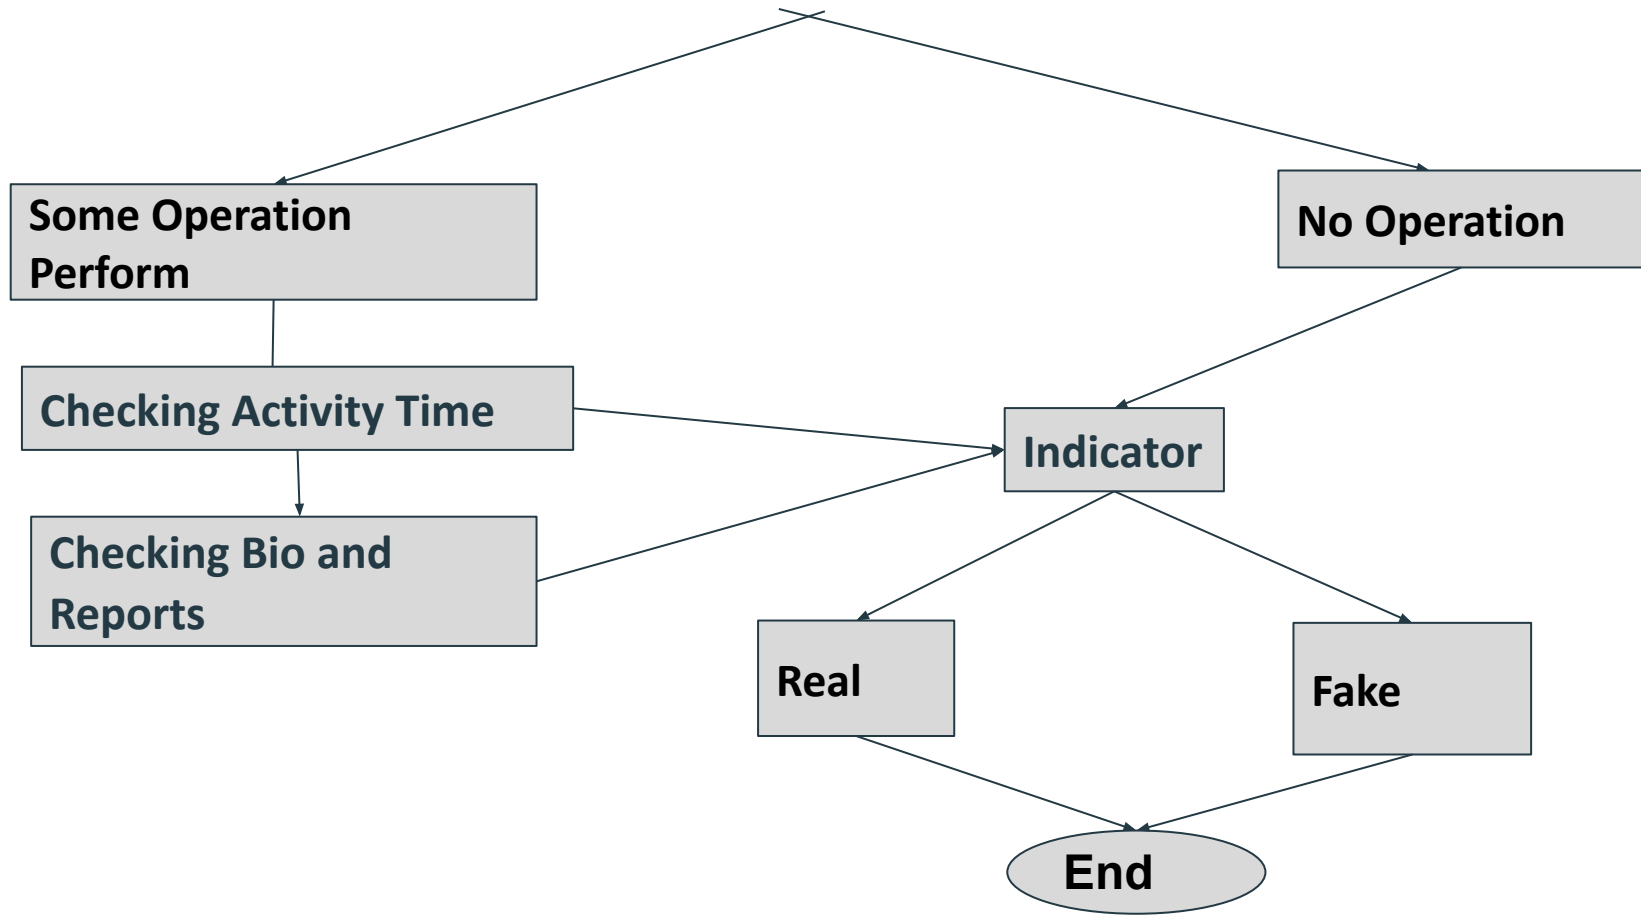 Some Operation
Perform
No Operation
Checking Activity Time
Indicator
Checking Bio and
Reports
Real
Fake
End